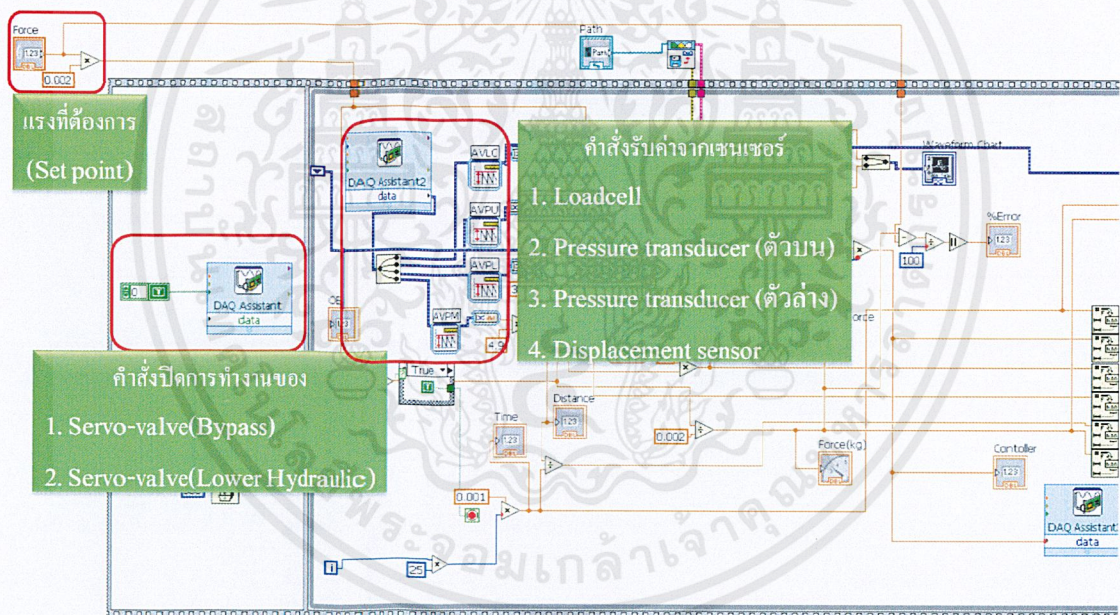 Force
123
0.002
แรงที่ต้องการ
(Set point)
Path
Path
DAQ Assistant2
data
AVLC
AVPU
AVPL
AVPM
คำสั่งรับค่าจากเซนเซอร์
1. Loadcell
2. Pressure transducer (ตัวบน)
3. Pressure transducer (ตัวล่าง)
4. Displacement sensor
Waveform Chart
%Error
100
DAQ Assistant
data
คำสั่งปิดการทำงานของ
1. Servo-valve(Bypass)
2. Servo-valve(Lower Hydraulic)
True
Time
123
Distance
123
0.002
Force(kg)
Contoller
123
0.001
i
25
DAQ Assistant
data